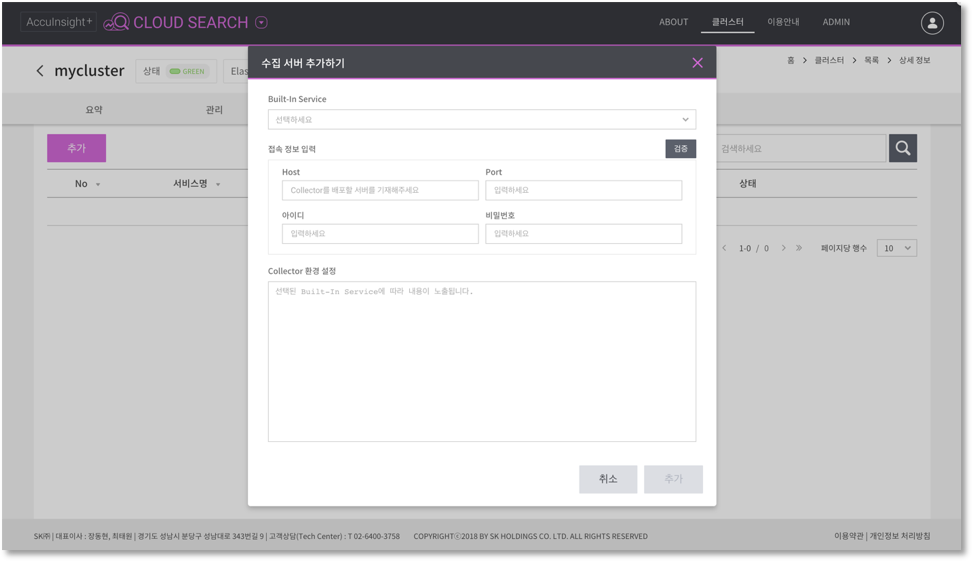 AccuInsight+ CLOUD SEARCH ABOUT 클러스터 이용안내 ADMIN
mycluster 상태 GREEN Elas 홈 > 클러스터 > 목록 > 상세 정보
요약 관리
추가 검색하세요
No 서비스명 상태
1-0 / 0 페이지당 행수 10
수집 서버 추가하기
Built-In Service
선택하세요
접속 정보 입력 검증
Host Port
Collector를 배포할 서버를 기재해주세요 입력하세요
아이디 비밀번호
입력하세요 입력하세요
Collector 환경 설정
선택된 Built-In Service에 따라 내용이 노출됩니다.
취소 추가
SK㈜ | 대표이사 : 장동현, 최태원 | 경기도 성남시 분당구 성남대로 343번길 9 | 고객상담(Tech Center) : T 02-6400-3758 COPYRIGHTⓒ2018 BY SK HOLDINGS CO. LTD. ALL RIGHTS RESERVED 이용약관 | 개인정보 처리방침